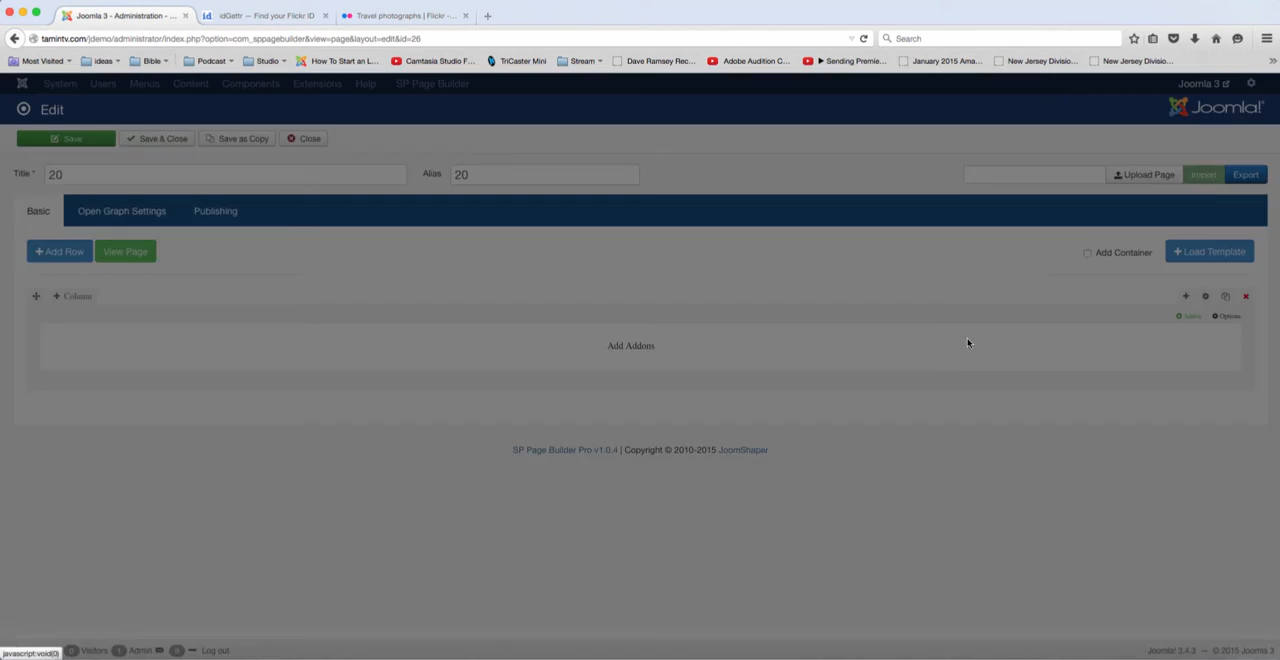 Joomla 3 - Administration - ...
idGettr — Find your Flickr ID
Travel photographs | Flickr -...
tamintv.com/jdemo/administrator/index.php?option=com_sppagebuilder&view=page&layout=edit&id=26
Search
Most Visited
ideas
Bible
Podcast
Studio
How To Start an L...
Camtasia Studio F...
TriCaster Mini
Stream
Dave Ramsey Rec...
Adobe Audition C...
Sending Premie...
January 2015 Ama...
New Jersey Divisio...
New Jersey Divisio...
System Users Menus Content Components Extensions Help SP Page Builder
Joomla 3
Edit
Joomla!
Save
Save & Close
Save as Copy
Close
Title * 20
Alias 20
Upload Page
Import
Export
Basic
Open Graph Settings
Publishing
+ Add Row
View Page
Add Container
+ Load Template
+ Column
Addon
Options
Add Addons
SP Page Builder Pro v1.0.4 | Copyright © 2010-2015 JoomShaper
javascript:void(0)
0 Visitors 1 Admin 0 Log out
Joomla! 3.4.3 — © 2015 Joomla 3